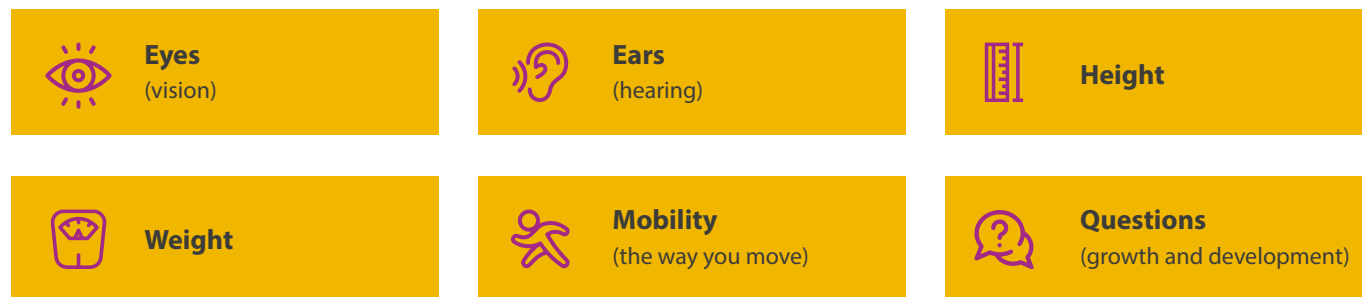 Eyes
(vision)
Ears
(hearing)
Height
Weight
Mobility
(the way you move)
Questions
(growth and development)